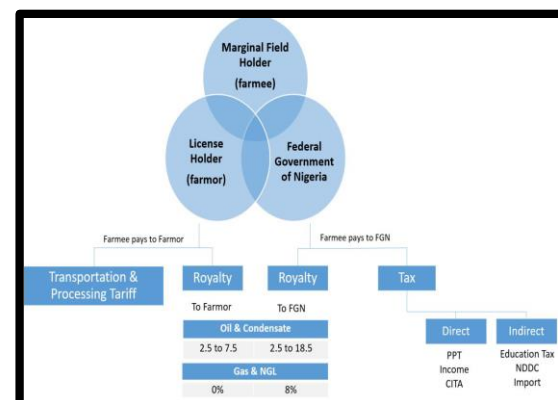 Marginal Field
Holder
(farmee)
License
Holder
(farmor)
Federal
Government
of Nigeria
Farmee pays to Farmor
Farmee pays to FGN
Transportation &
Processing Tariff
Royalty
Royalty
Tax
To Farmor
To FGN
Oil & Condensate
2.5 to 7.5
2.5 to 18.5
Gas & NGL
0%
8%
Direct
Indirect
PPT
Income
CITA
Education Tax
NDDC
Import